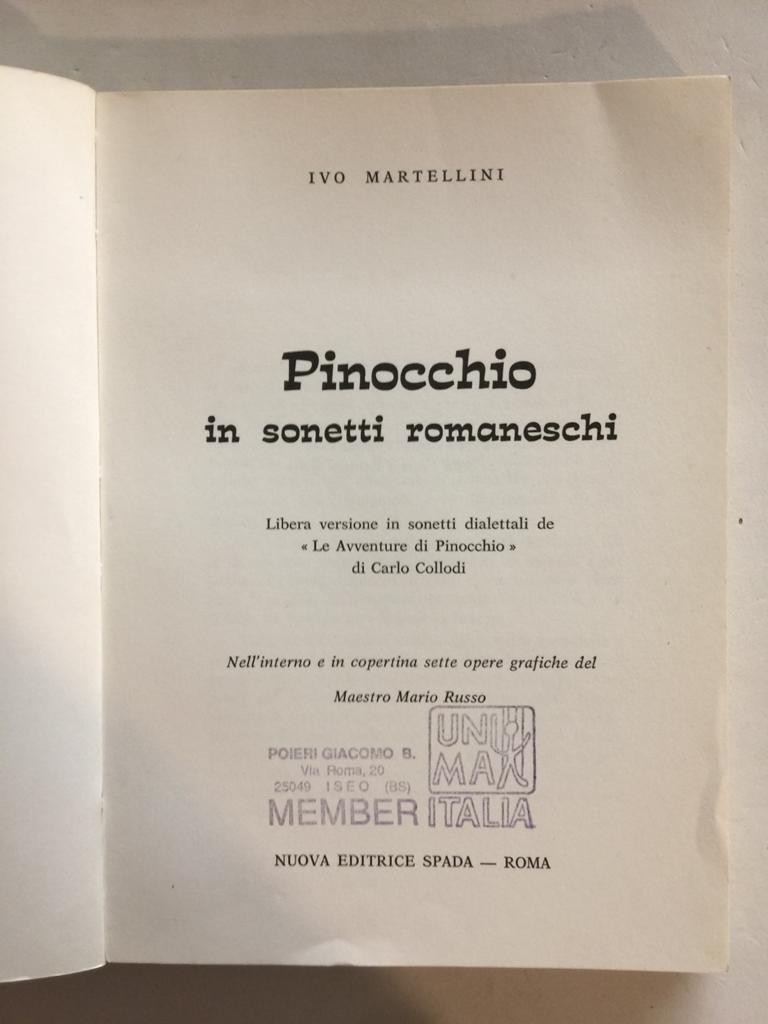 IVO MARTELLINI
Pinocchio
in sonetti romaneschi
Libera versione in sonetti dialettali de
« Le Avventure di Pinocchio »
di Carlo Collodi
Nell'interno e in copertina sette opere grafiche del
Maestro Mario Russo
POIERI GIACOMO B.
Via Roma, 20
25049 ISEO (BS)
MEMBER ITALIA
UNI
MAX
NUOVA EDITRICE SPADA — ROMA